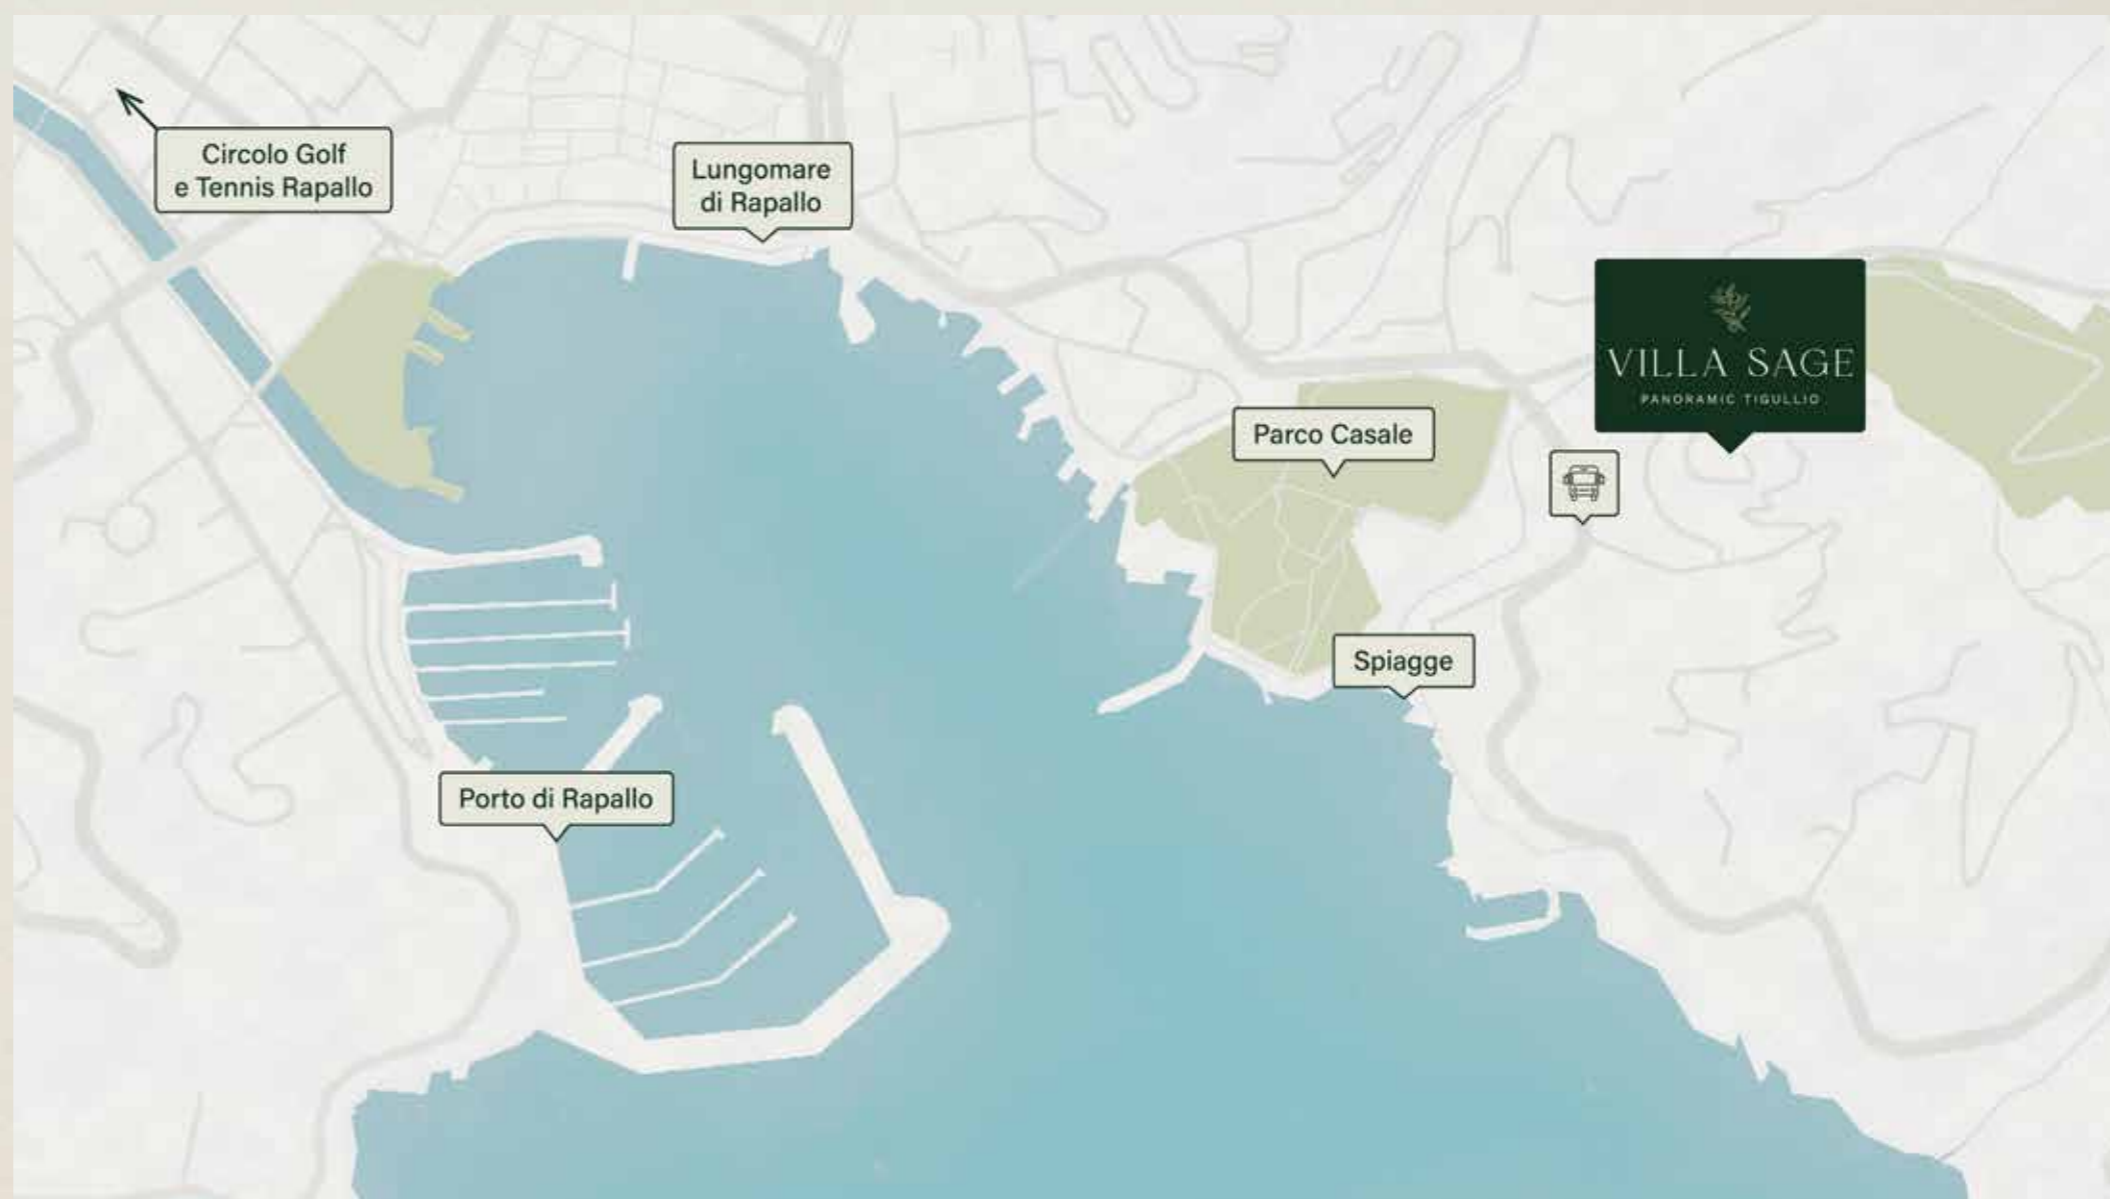 Circolo Golf
e Tennis Rapallo
Lungomare
di Rapallo
VILLA SAGE
PANORAMIC TIGULLIO
Parco Casale
Spiagge
Porto di Rapallo